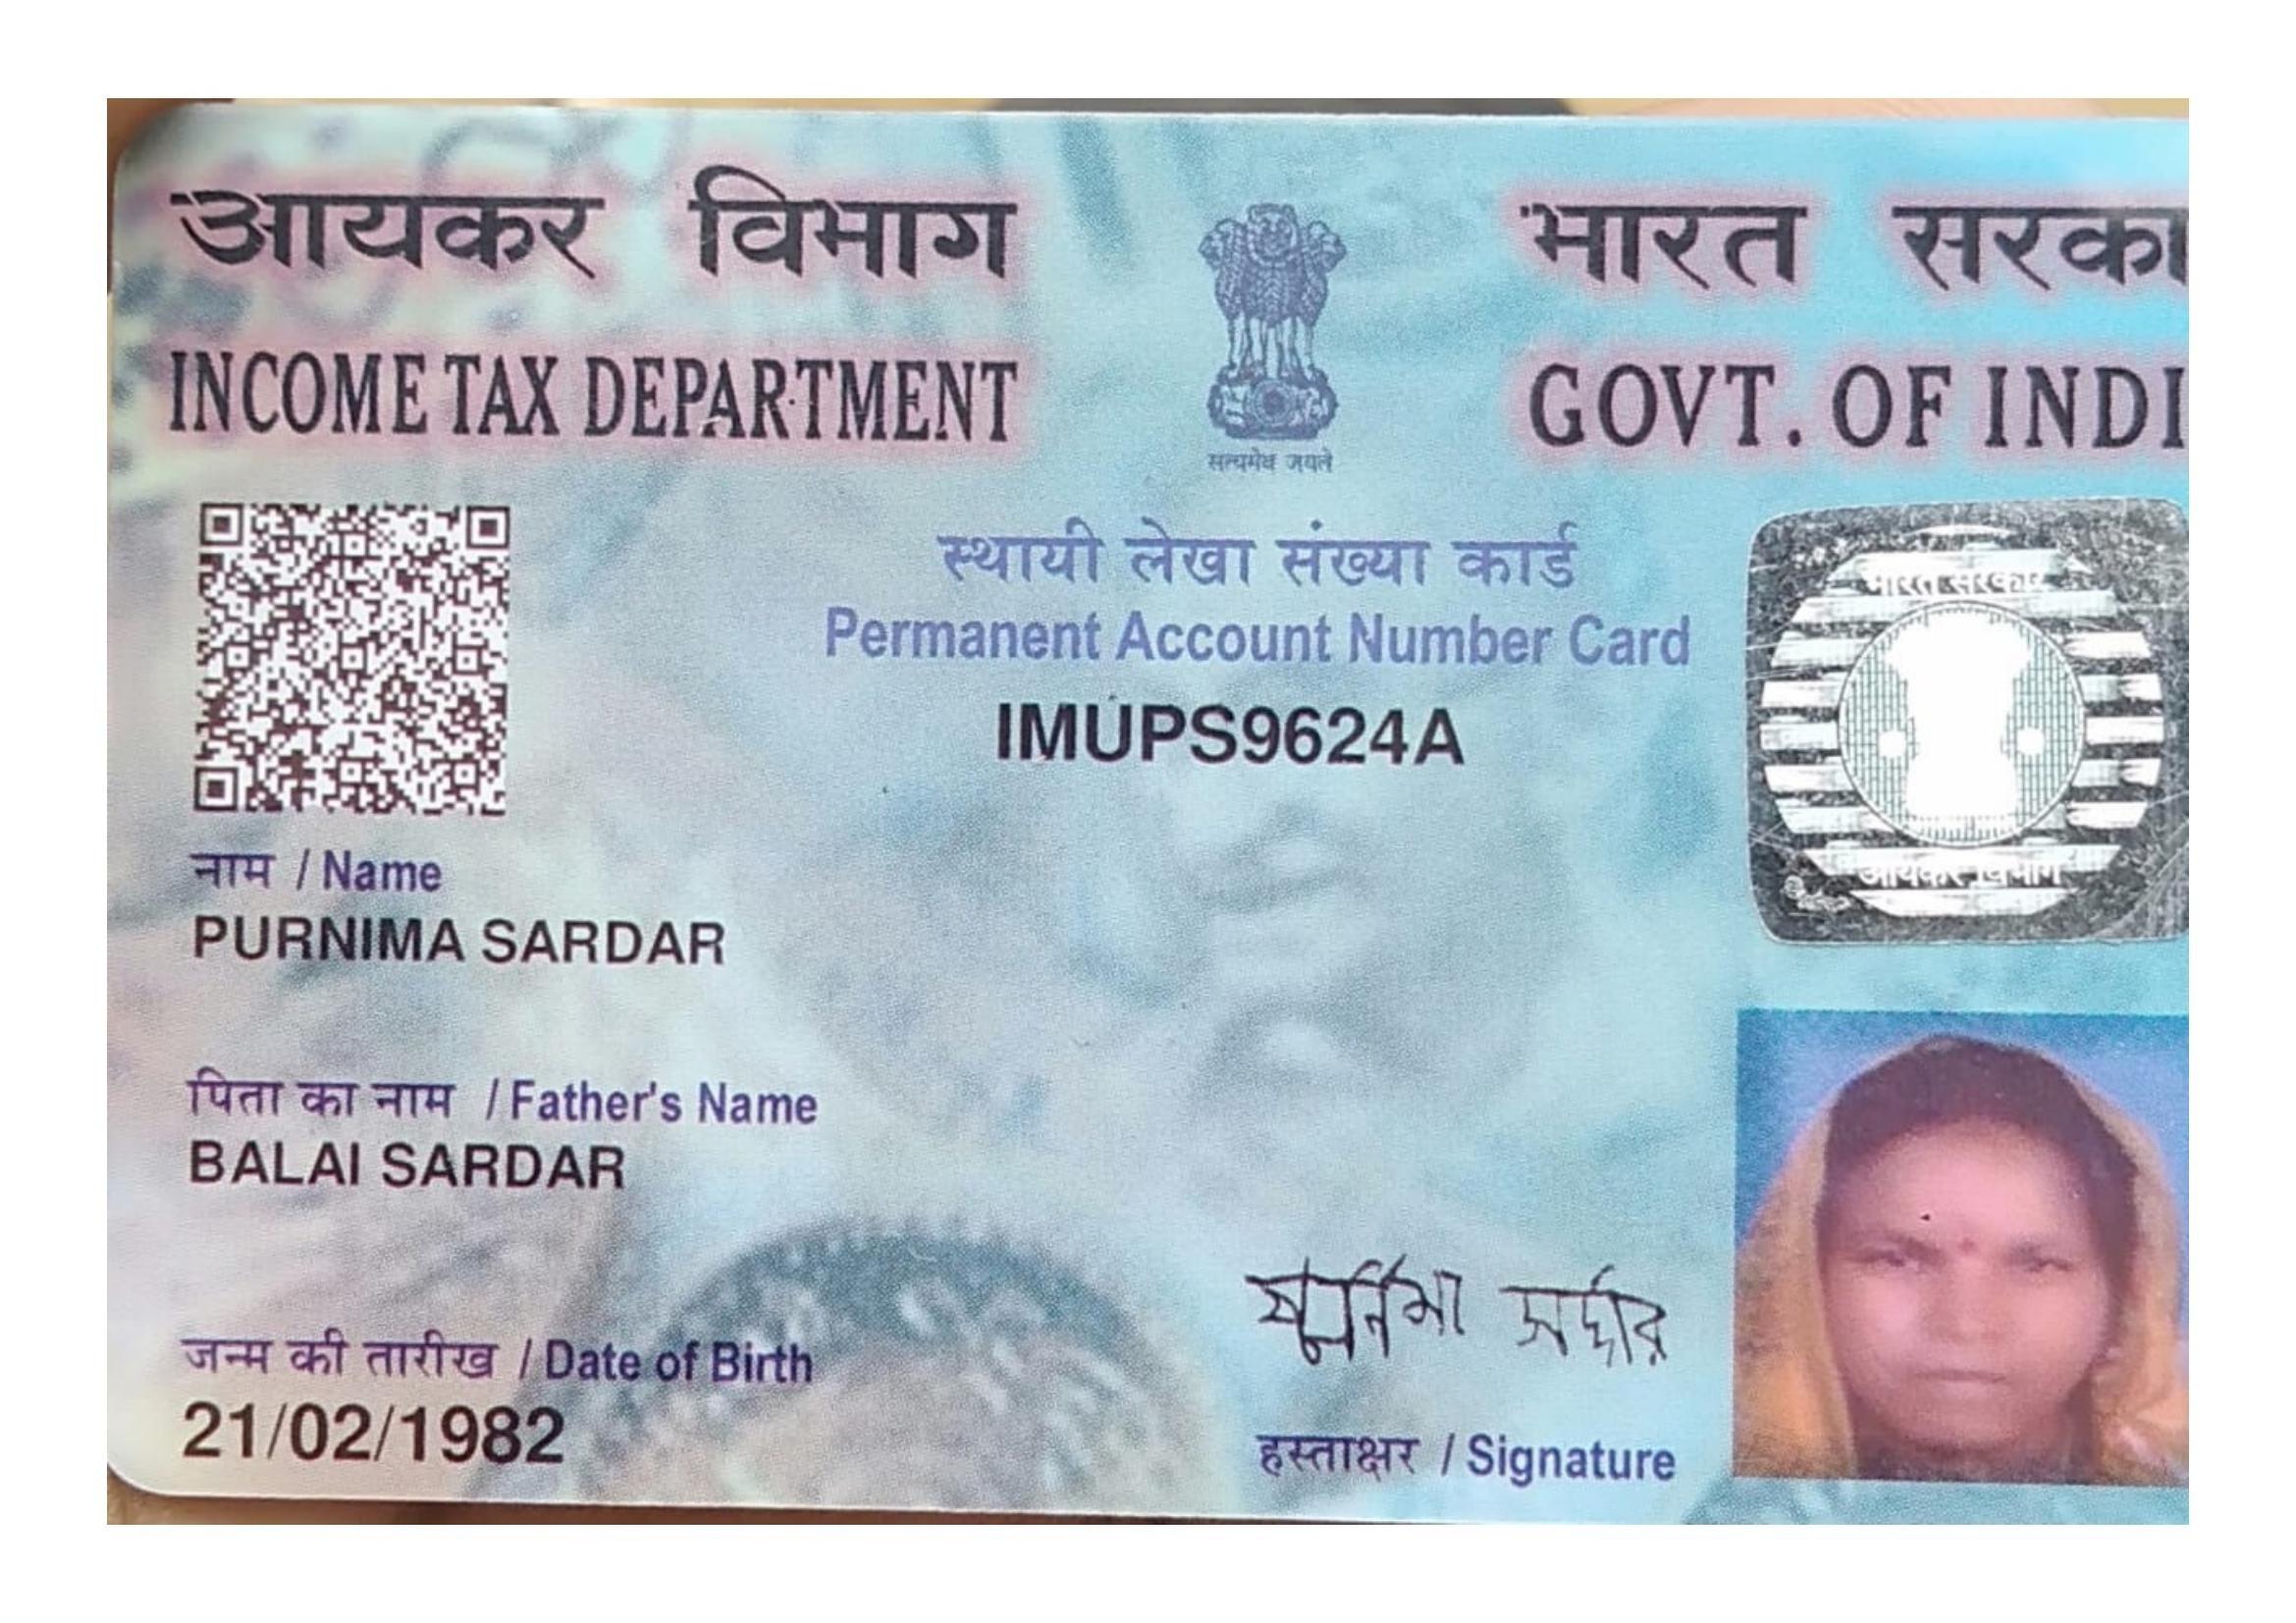 आयकर विभाग
INCOME TAX DEPARTMENT
सत्यमेव जयते
भारत सरका
GOVT. OF INDI
स्थायी लेखा संख्या कार्ड
Permanent Account Number Card
IMUPS9624A
भारत सरकार
आयकर विभाग
नाम / Name
PURNIMA SARDAR
पिता का नाम / Father's Name
BALAI SARDAR
जन्म की तारीख / Date of Birth
21/02/1982
পূর্নিমা সর্দার
हस्ताक्षर / Signature